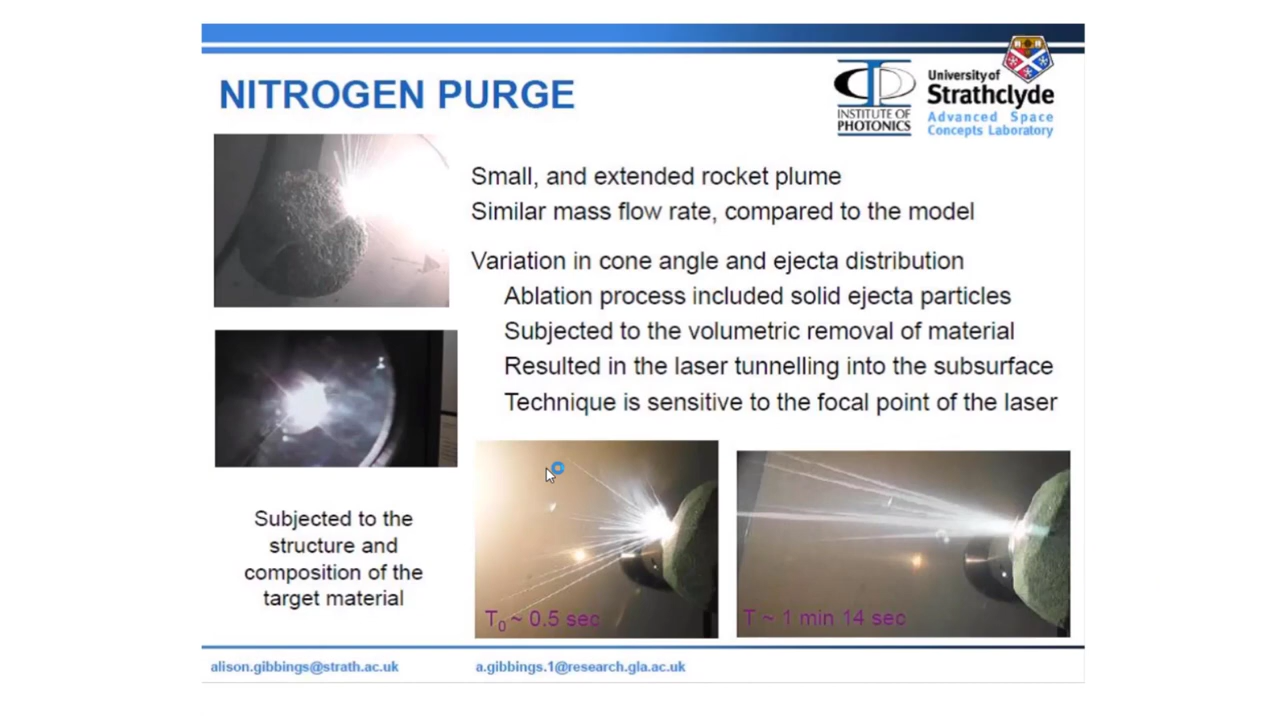 NITROGEN PURGE
INSTITUTE OF
PHOTONICS
University of
Strathclyde
Advanced Space
Concepts Laboratory
Small, and extended rocket plume
Similar mass flow rate, compared to the model
Variation in cone angle and ejecta distribution
Ablation process included solid ejecta particles
Subjected to the volumetric removal of material
Resulted in the laser tunnelling into the subsurface
Technique is sensitive to the focal point of the laser
Subjected to the
structure and
composition of the
target material
T₀ ~ 0.5 sec
T ~ 1 min 14 sec
alison.gibbings@strath.ac.uk
a.gibbings.1@research.gla.ac.uk